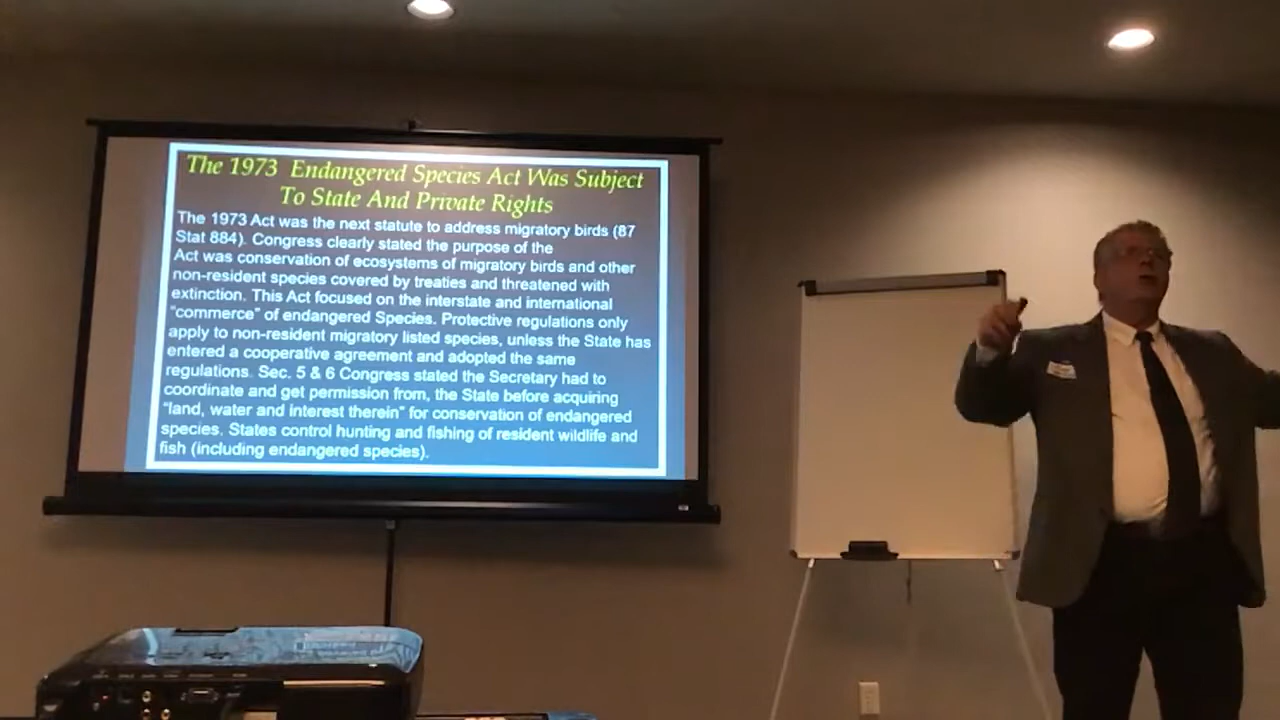 The 1973 Endangered Species Act Was Subject
To State And Private Rights
The 1973 Act was the next statute to address migratory birds (87
Stat 884). Congress clearly stated the purpose of the
Act was conservation of ecosystems of migratory birds and other
non-resident species covered by treaties and threatened with
extinction. This Act focused on the interstate and international
“commerce” of endangered Species. Protective regulations only
apply to non-resident migratory listed species, unless the State has
entered a cooperative agreement and adopted the same
regulations. Sec. 5 & 6 Congress stated the Secretary had to
coordinate and get permission from, the State before acquiring
“land, water and interest therein” for conservation of endangered
species. States control hunting and fishing of resident wildlife and
fish (including endangered species).